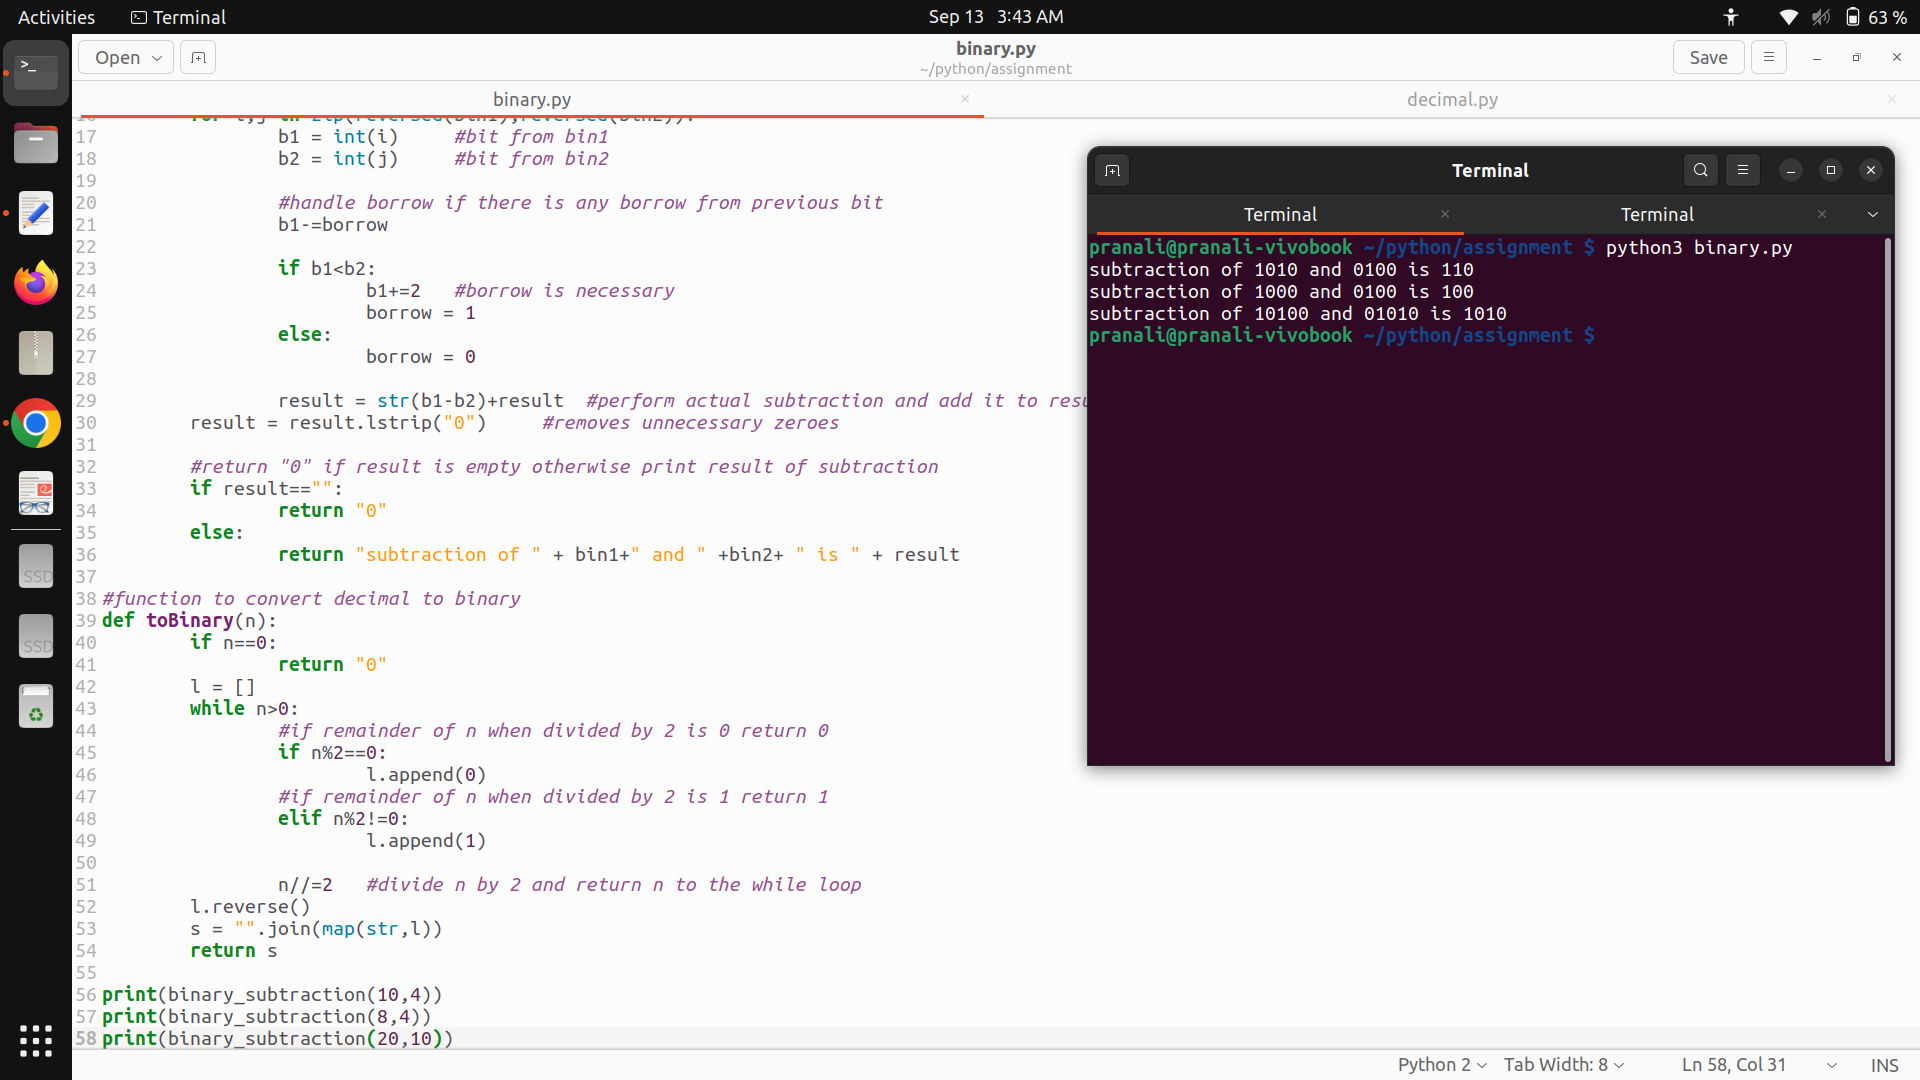 Activities
Terminal
Sep 13 3:43 AM
63 %
Open
binary.py
~/python/assignment
Save
binary.py
decimal.py
17 b1 = int(i) #bit from bin1
18 b2 = int(j) #bit from bin2
19
20 #handle borrow if there is any borrow from previous bit
21 b1-=borrow
22
23 if b1<b2:
24 b1+=2 #borrow is necessary
25 borrow = 1
26 else:
27 borrow = 0
28
29 result = str(b1-b2)+result #perform actual subtraction and add it to
30 result = result.lstrip("0") #removes unnecessary zeroes
31
32 #return "0" if result is empty otherwise print result of subtraction
33 if result=="":
34 return "0"
35 else:
36 return "subtraction of " + bin1+" and " +bin2+ " is " + result
37
38 #function to convert decimal to binary
39 def toBinary(n):
40 if n==0:
41 return "0"
42 l = []
43 while n>0:
44 #if remainder of n when divided by 2 is 0 return 0
45 if n%2==0:
46 l.append(0)
47 #if remainder of n when divided by 2 is 1 return 1
48 elif n%2!=0:
49 l.append(1)
50
51 n//=2 #divide n by 2 and return n to the while loop
52 l.reverse()
53 s = "".join(map(str,l))
54 return s
55
56 print(binary_subtraction(10,4))
57 print(binary_subtraction(8,4))
58 print(binary_subtraction(20,10))
Terminal
Terminal
Terminal
pranali@pranali-vivobook ~/python/assignment $ python3 binary.py
subtraction of 1010 and 0100 is 110
subtraction of 1000 and 0100 is 100
subtraction of 10100 and 01010 is 1010
pranali@pranali-vivobook ~/python/assignment $
SSD
SSD
Python 2
Tab Width: 8
Ln 58, Col 31
INS